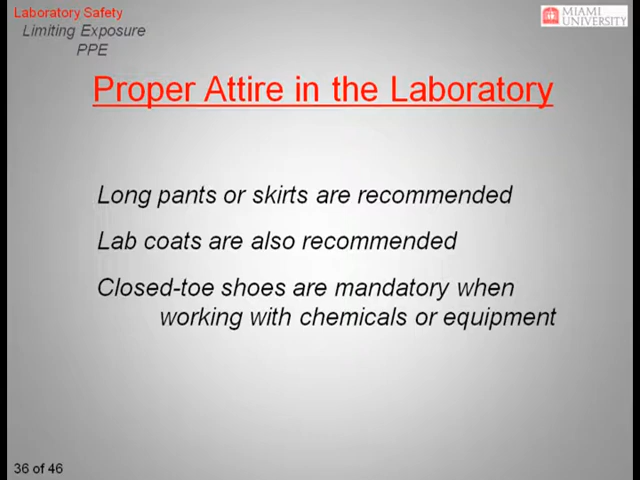 Laboratory Safety
Limiting Exposure
PPE
MIAMI
UNIVERSITY
Proper Attire in the Laboratory
Long pants or skirts are recommended
Lab coats are also recommended
Closed-toe shoes are mandatory when
working with chemicals or equipment
36 of 46